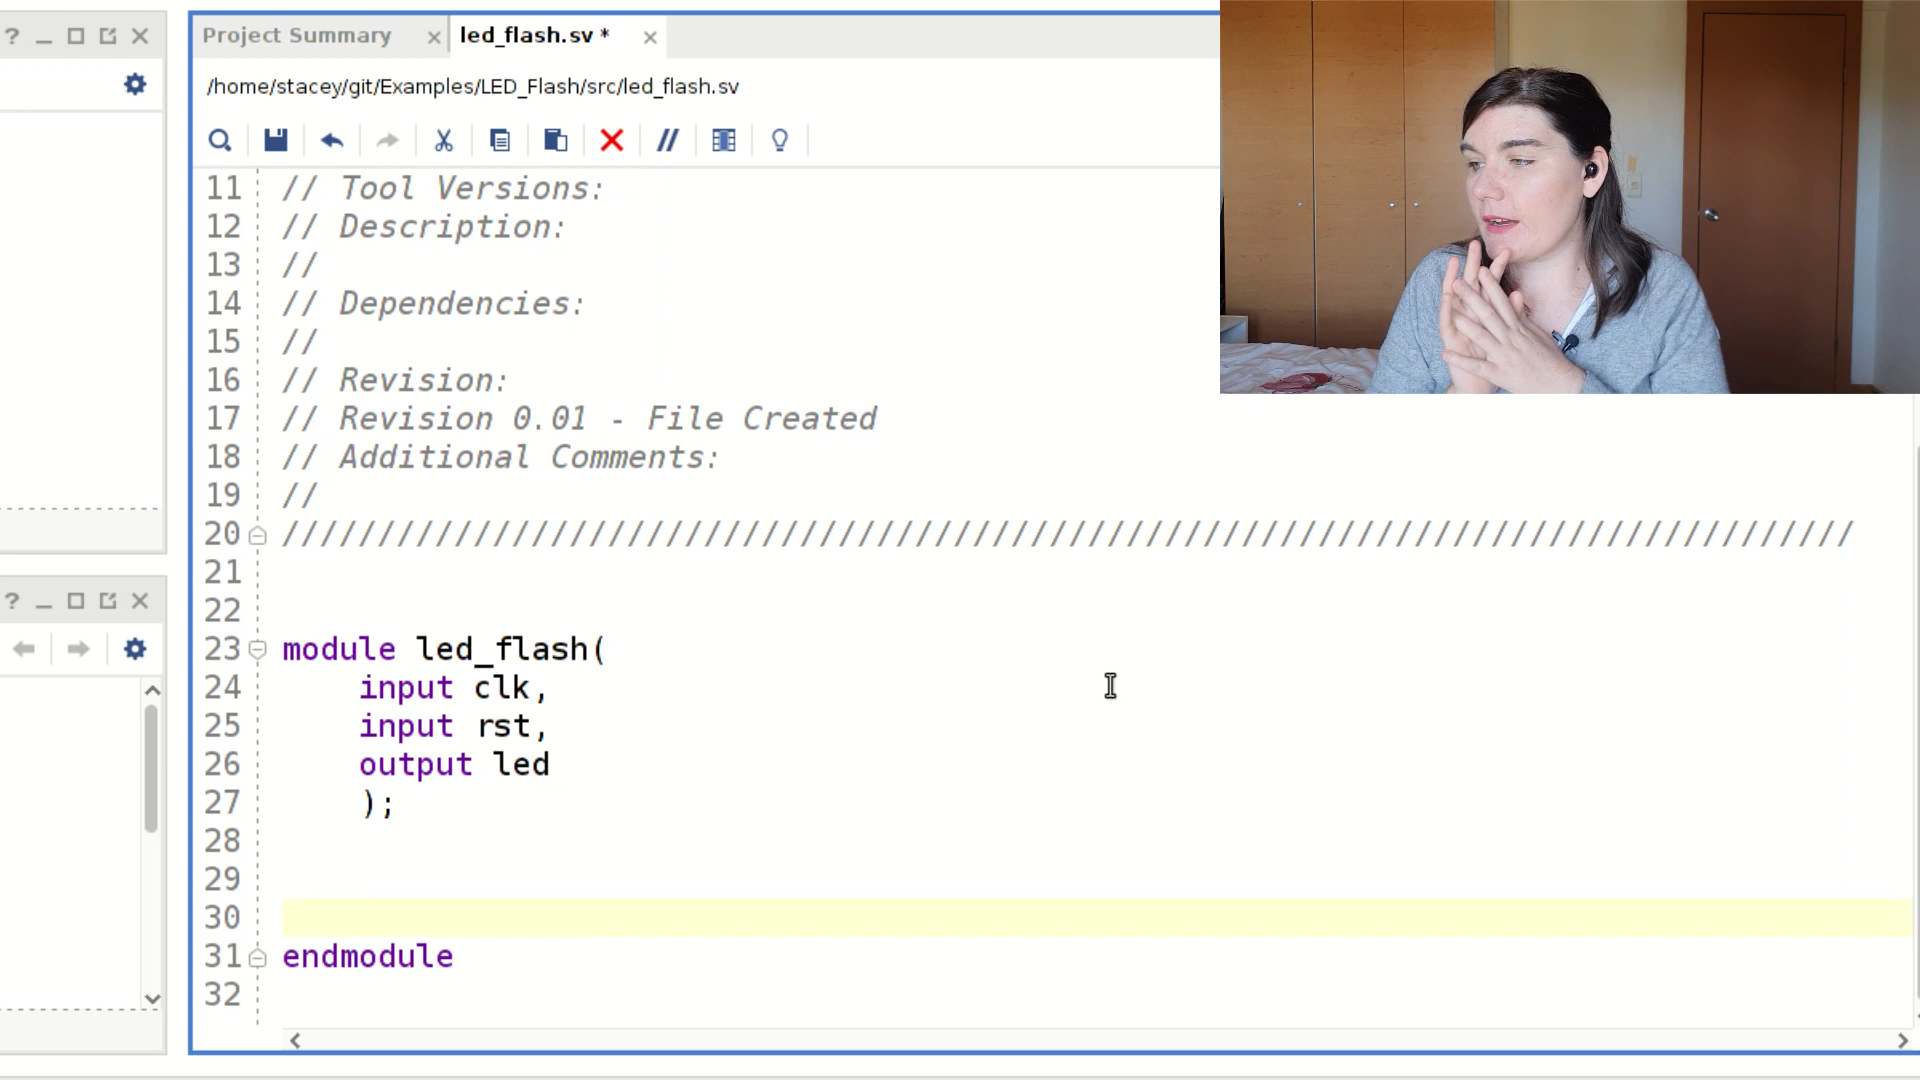 Project Summary
led_flash.sv *
/home/stacey/git/Examples/LED_Flash/src/led_flash.sv
11 // Tool Versions:
12 // Description:
13 //
14 // Dependencies:
15 //
16 // Revision:
17 // Revision 0.01 - File Created
18 // Additional Comments:
19 //
20 //////////////////////////////////////////////////////////////////////////////////
21
22
23 module led_flash(
24     input clk,
25     input rst,
26     output led
27     );
28
29
30
31 endmodule
32